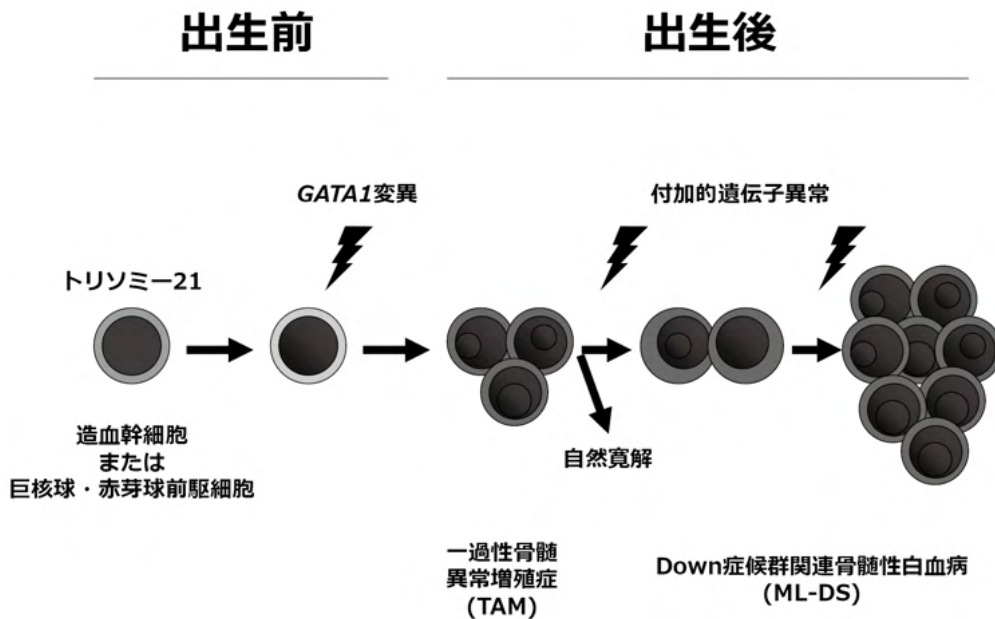 出生前
出生後
GATA1変異
付加的遺伝子異常
トリソミー21
造血幹細胞
または
巨核球・赤芽球前駆細胞
自然寛解
一過性骨髄
異常増殖症
(TAM)
Down症候群関連骨髄性白血病
(ML-DS)